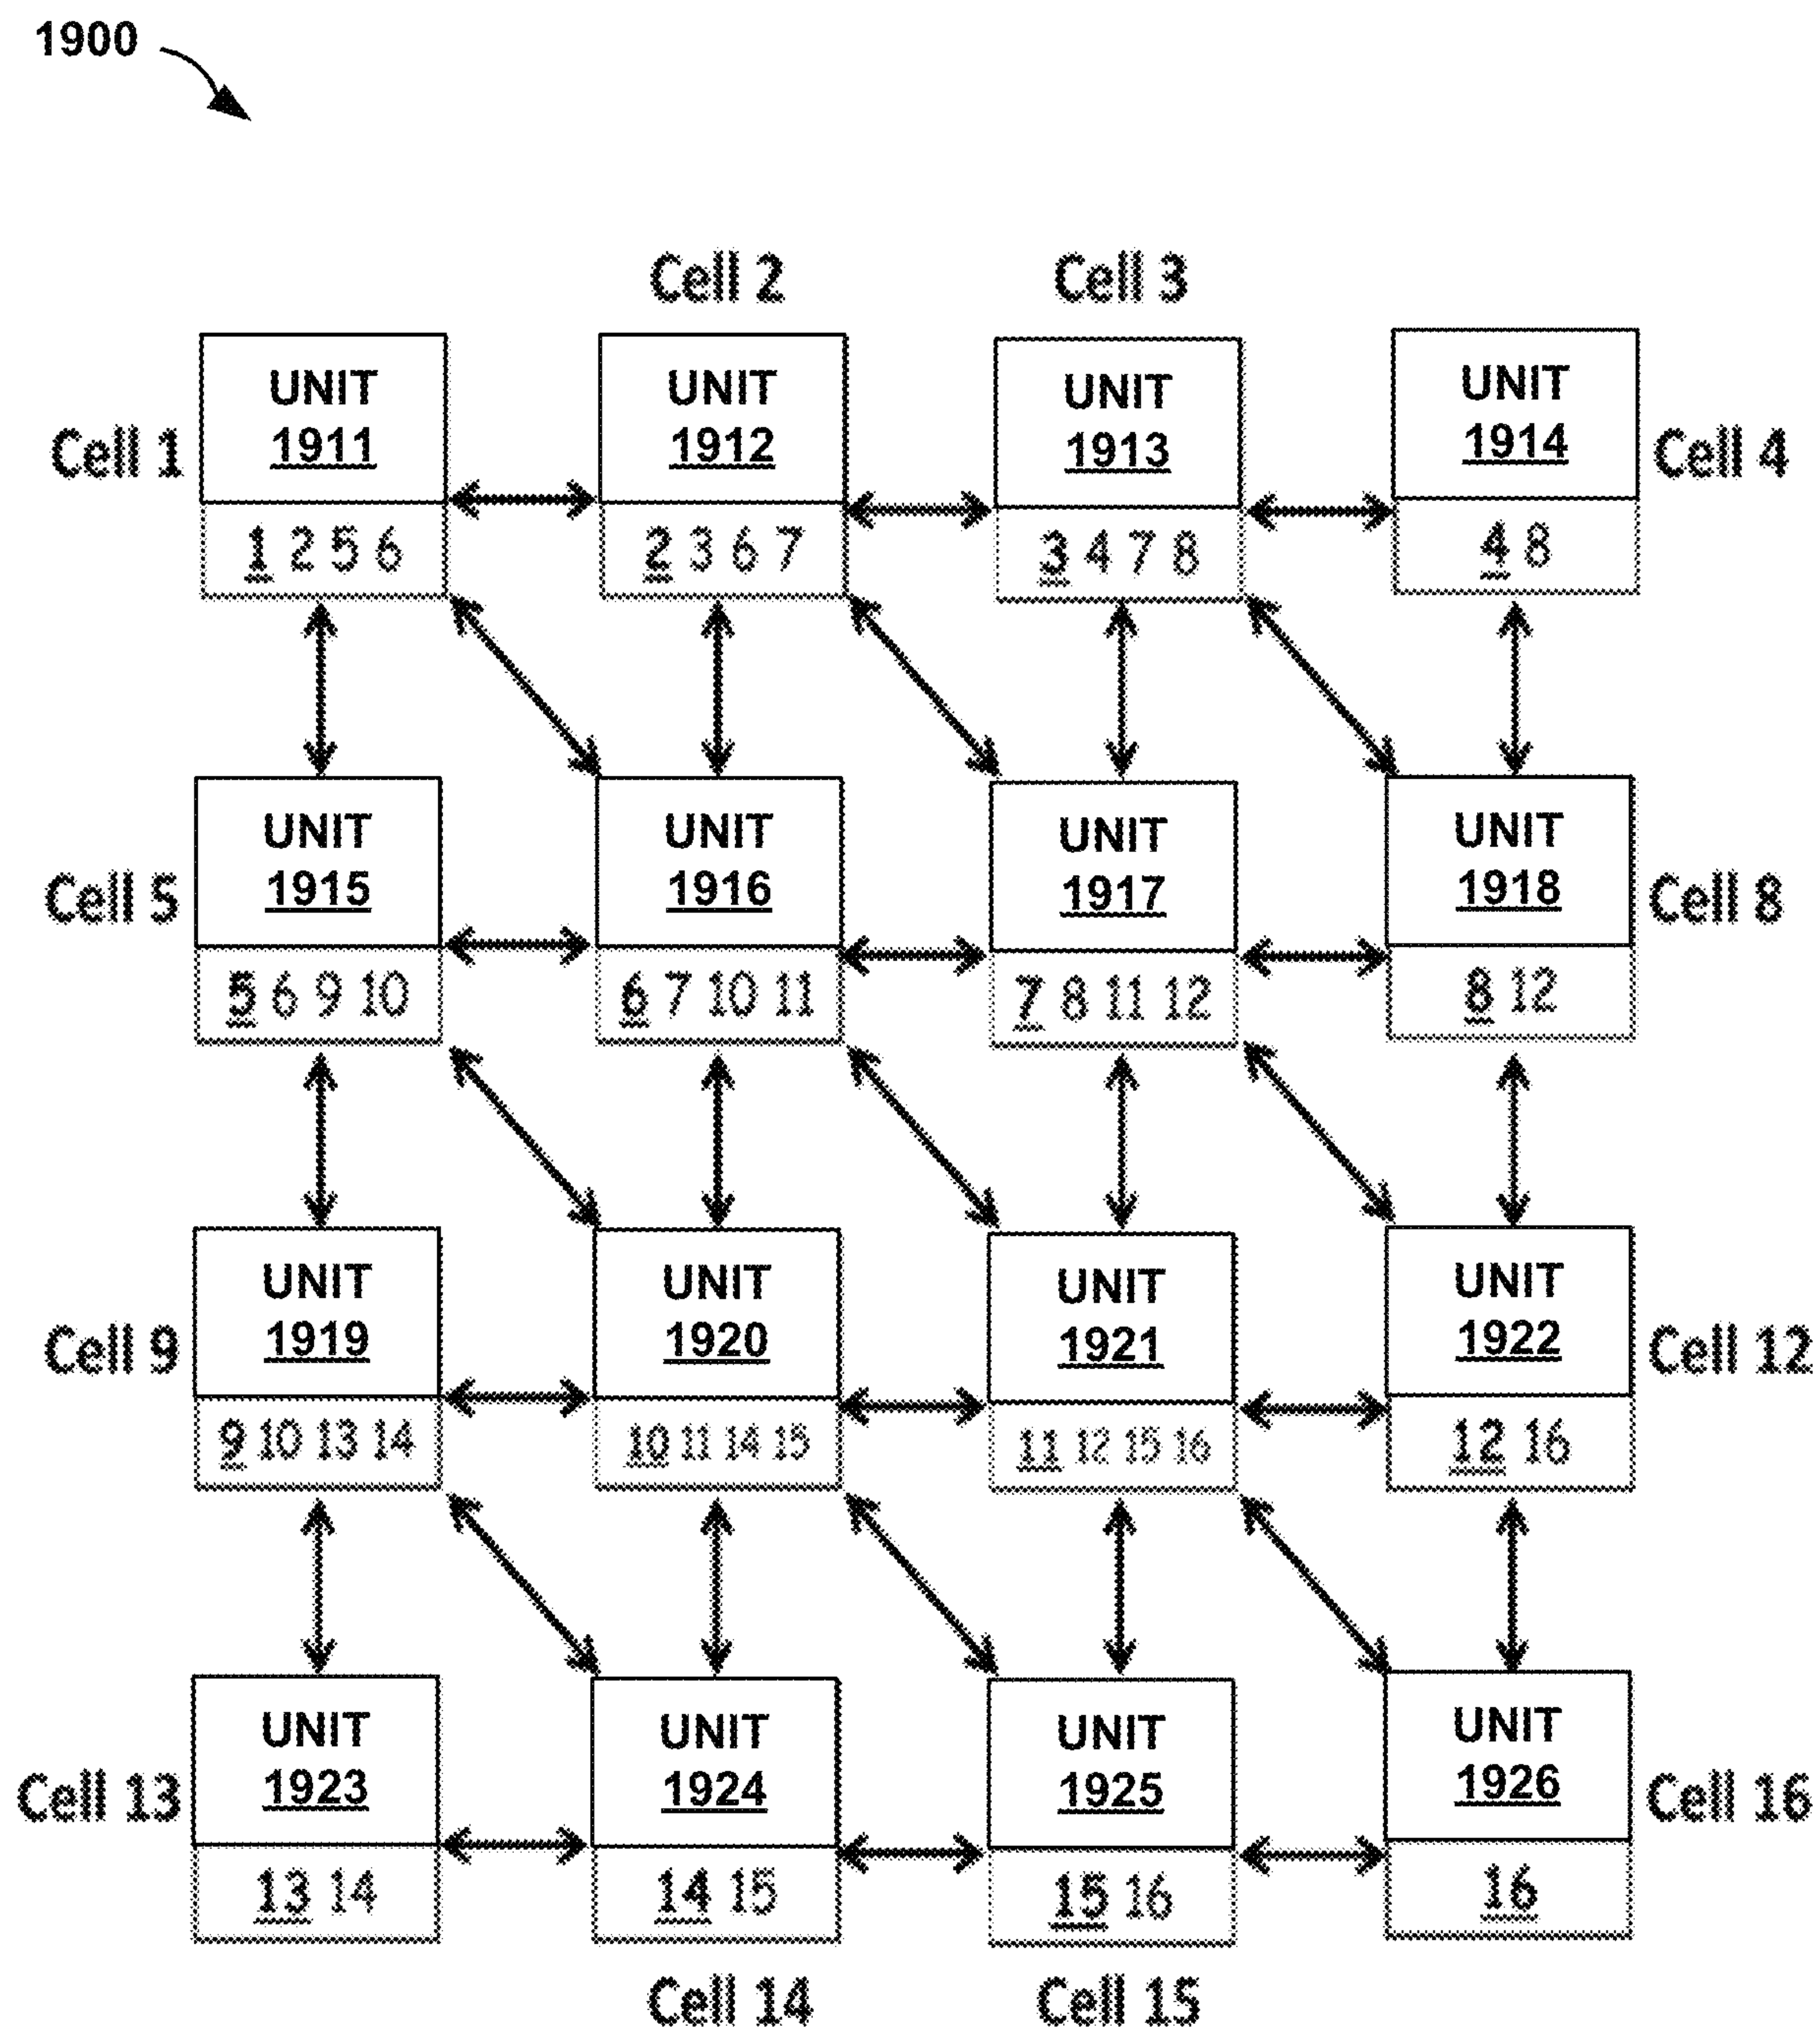 1900
Cell 2
Cell 3
Cell 1
UNIT
1911
1 2 5 6
UNIT
1912
2 3 6 7
UNIT
1913
3 4 7 8
UNIT
1914
4 8
Cell 4
Cell 5
UNIT
1915
5 6 9 10
UNIT
1916
6 7 10 11
UNIT
1917
7 8 11 12
UNIT
1918
8 12
Cell 8
Cell 9
UNIT
1919
9 10 13 14
UNIT
1920
10 11 14 15
UNIT
1921
11 12 15 16
UNIT
1922
12 16
Cell 12
Cell 13
UNIT
1923
13 14
UNIT
1924
14 15
UNIT
1925
15 16
UNIT
1926
16
Cell 16
Cell 14
Cell 15